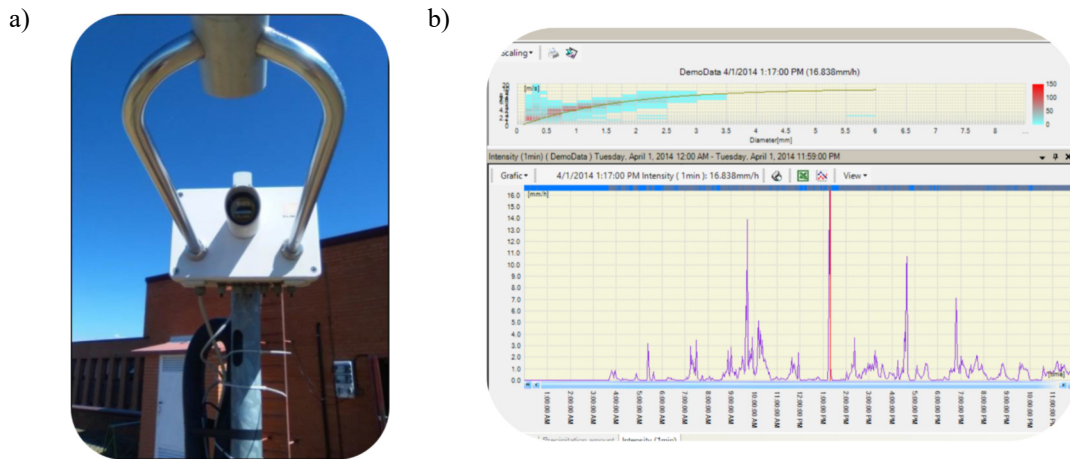 a)
b)
scaling
DemoData 4/1/2014 1:17:00 PM (16.838mm/h)
[m/s]
150
100
50
0
0 0.5 1 1.5 2 2.5 3 3.5 4 4.5 5 5.5 6 6.5 7 7.5 8
Diameter[mm]
Intensity (1min) ( DemoData ) Tuesday, April 1, 2014 12:00 AM - Tuesday, April 1, 2014 11:59:00 PM
Grafic 4/1/2014 1:17:00 PM Intensity ( 1min ): 16.838mm/h View
[mm/h]
16.0
15.0
14.0
13.0
12.0
11.0
10.0
9.0
8.0
7.0
6.0
5.0
4.0
3.0
2.0
1.0
0.0
1:00:00 AM
2:00:00 AM
3:00:00 AM
4:00:00 AM
5:00:00 AM
6:00:00 AM
7:00:00 AM
8:00:00 AM
9:00:00 AM
10:00:00 AM
11:00:00 AM
12:00:00 PM
1:00:00 PM
2:00:00 PM
3:00:00 PM
4:00:00 PM
5:00:00 PM
6:00:00 PM
7:00:00 PM
8:00:00 PM
9:00:00 PM
10:00:00 PM
11:00:00
Precipitation amount Intensity (1min)